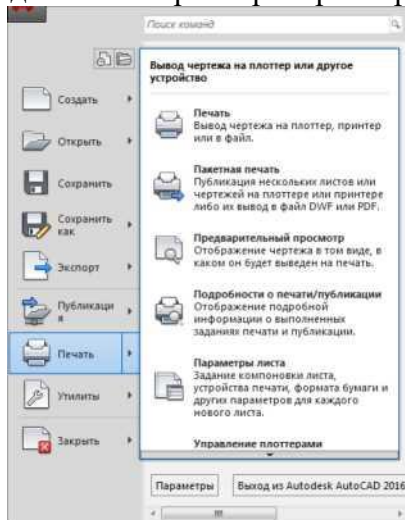 Поиск команд
Вывод чертежа на плоттер или другое
устройство
Создать
Открыть
Сохранить
Сохранить
как
Экспорт
Публикаци
я
Печать
Утилиты
Закрыть
Печать
Вывод чертежа на плоттер, принтер
или в файл.
Пакетная печать
Публикация нескольких листов или
чертежей на плоттере или принтере
либо их вывод в файл DWF или PDF.
Предварительный просмотр
Отображение чертежа в том виде, в
каком он будет выведен на печать.
Подробности о печати/публикации
Отображение подробной
информации о выполненных
заданиях печати и публикации.
Параметры листа
Задание компоновки листа,
устройства печати, формата бумаги и
других параметров для каждого
нового листа.
Управление плоттерами
Параметры
Выход из Autodesk AutoCAD 2016